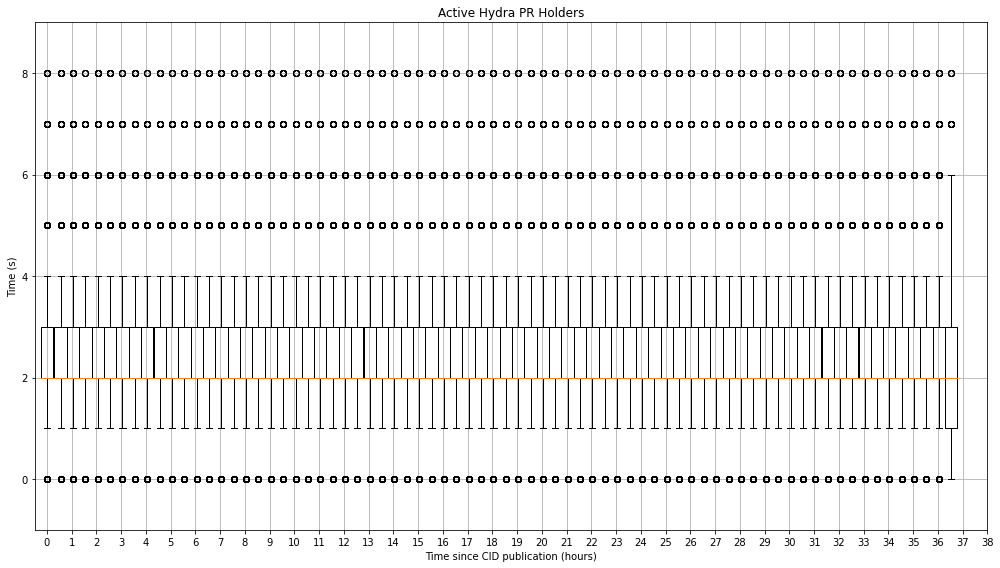 Active Hydra PR Holders
Time (s)
8
6
4
2
0
0 1 2 3 4 5 6 7 8 9 10 11 12 13 14 15 16 17 18 19 20 21 22 23 24 25 26 27 28 29 30 31 32 33 34 35 36 37 38
Time since CID publication (hours)